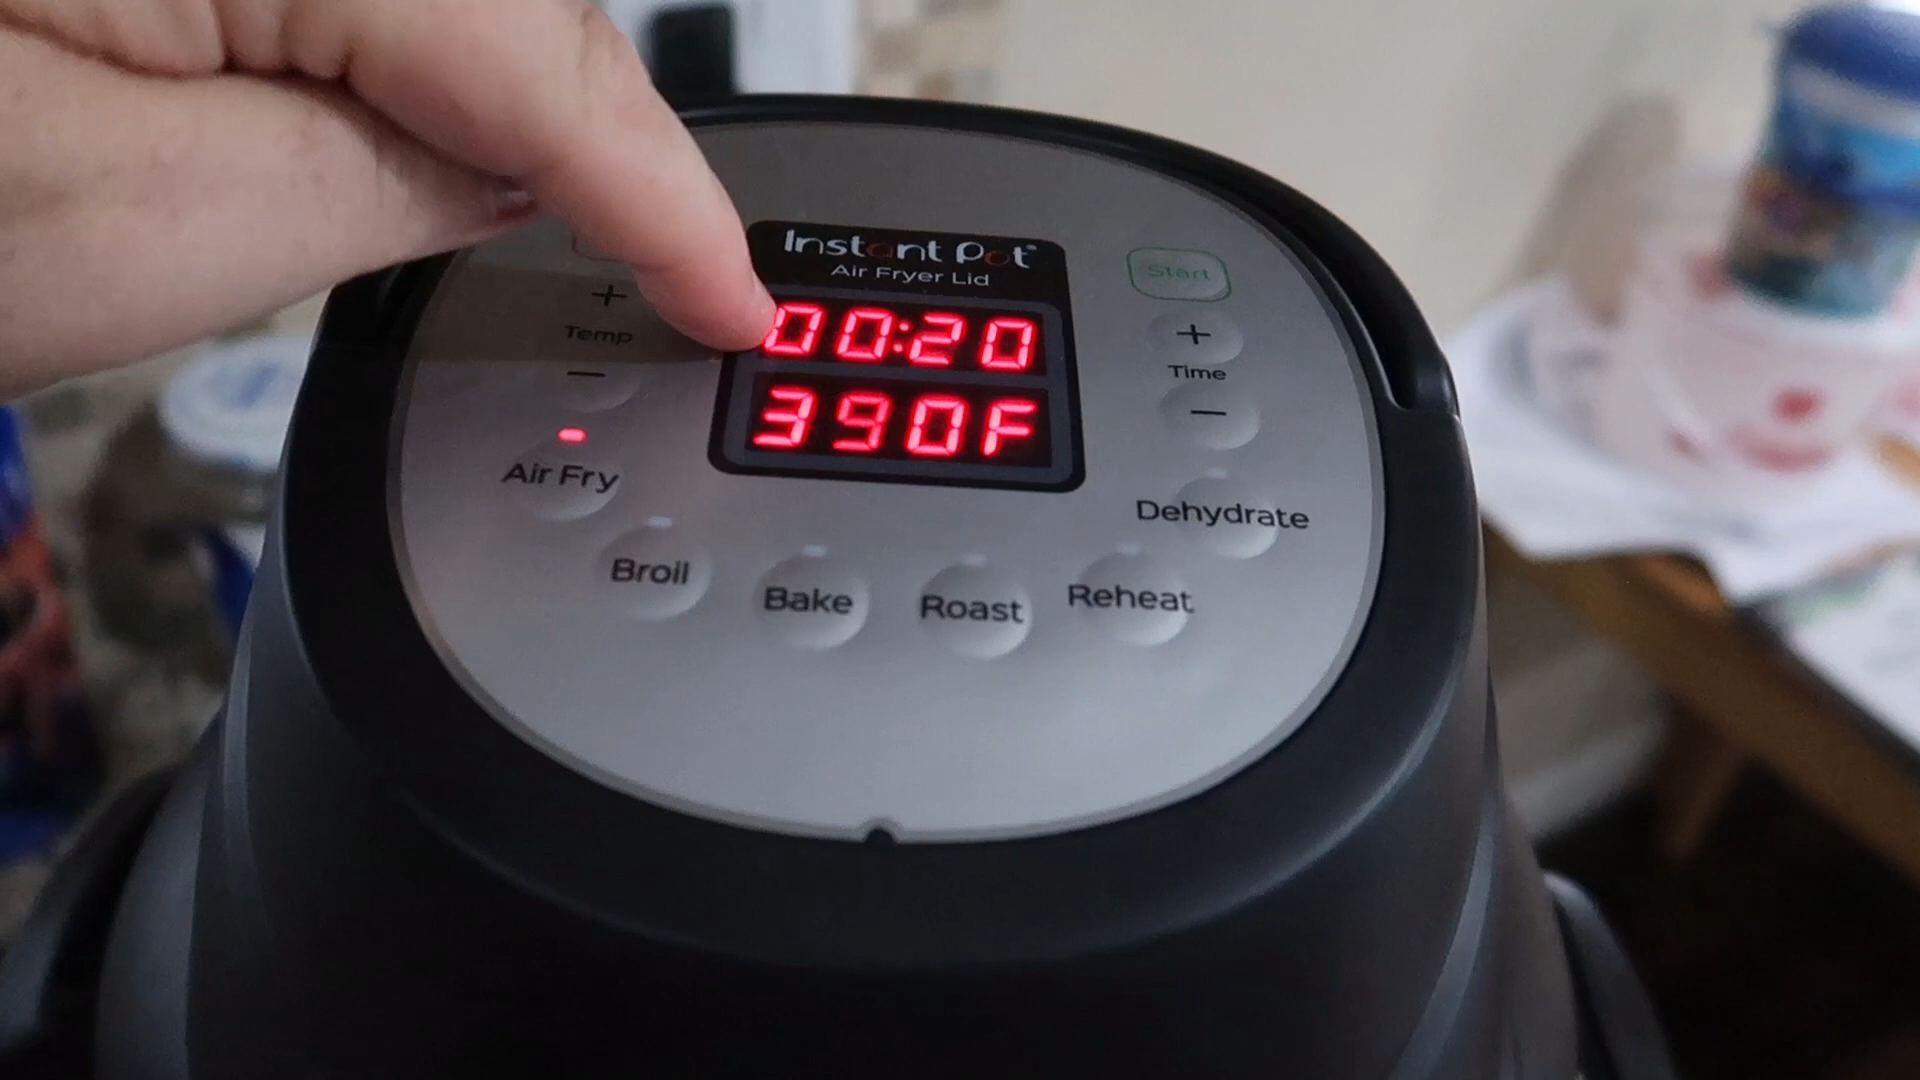 Instant Pot®
Air Fryer Lid
Start
+
Temp
−
00:20
390F
+
Time
−
Air Fry
Broil
Bake
Roast
Reheat
Dehydrate